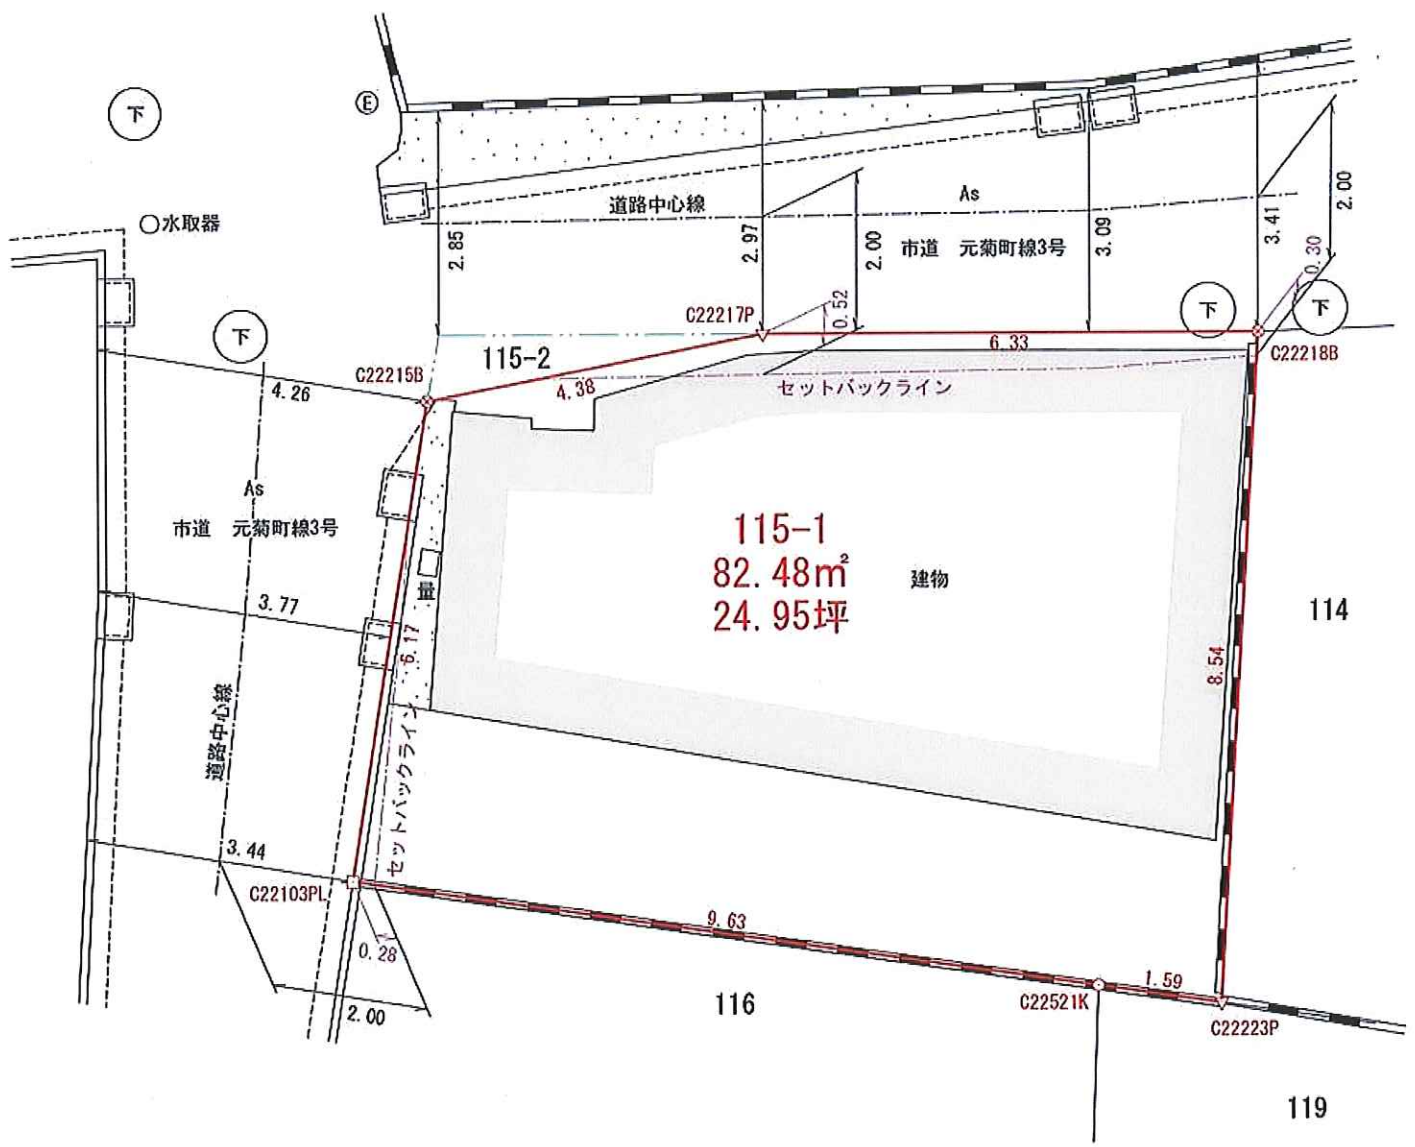 下
Ⓔ
水取器
下
道路中心線
As
市道 元菊町線3号
2.85
2.97
2.00
3.09
3.41
2.00
0.30
0.52
下
下
C22217P
C22218B
6.33
115-2
C22215B
4.38
セットバックライン
4.26
As
市道 元菊町線3号
3.77
量
6.17
115-1
82.48㎡
24.95坪
建物
8.54
114
道路中心線
セットバックライン
3.44
C22103PL
0.28
2.00
9.63
1.59
C22521K
C22223P
116
119